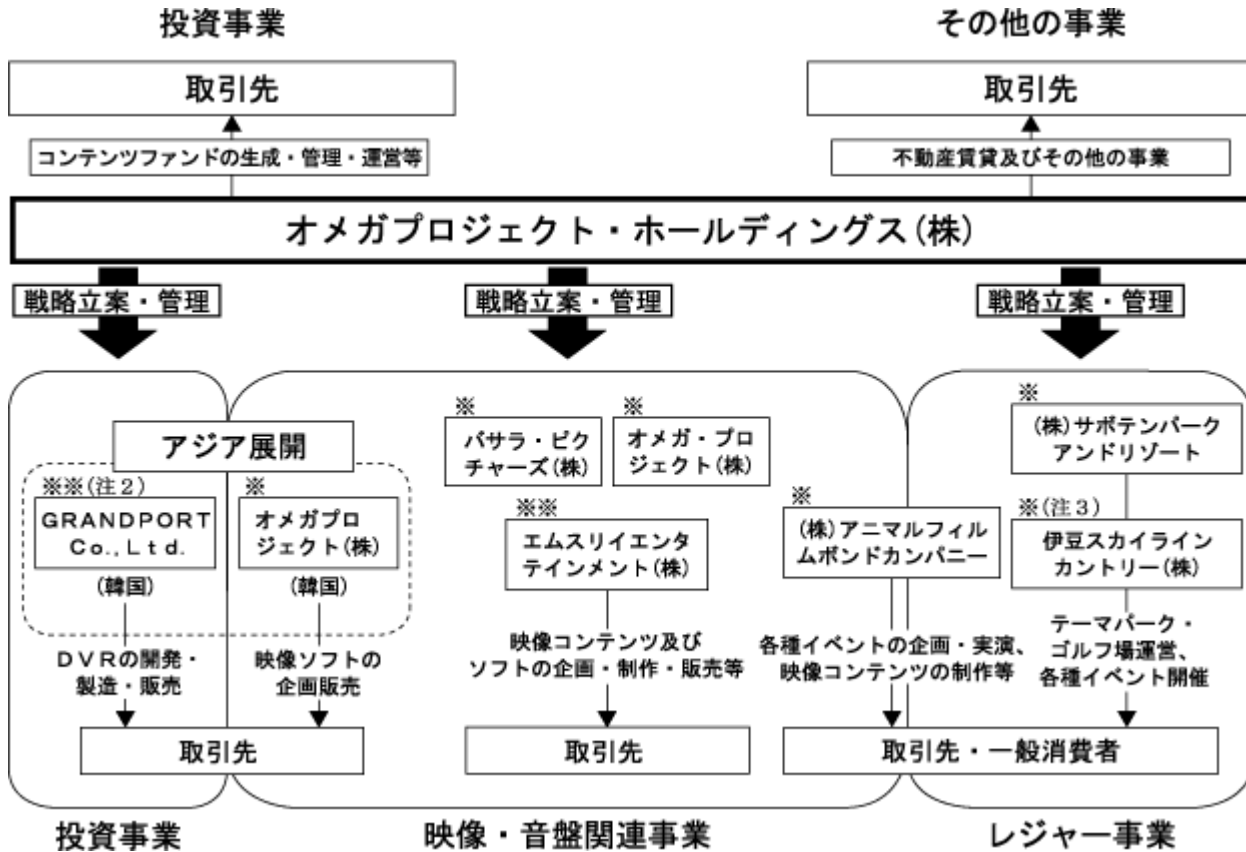 投資事業
その他の事業
取引先
取引先
コンテンツファンドの生成・管理・運営等
不動産賃貸及びその他の事業
オメガプロジェクト・ホールディングス(株)
戦略立案・管理
戦略立案・管理
戦略立案・管理
アジア展開
※※(注2)
GRANDPORT
Co.,Ltd.
(韓国)
※
オメガプロ
ジェクト(株)
(韓国)
DVRの開発・
製造・販売
映像ソフトの
企画販売
取引先
※
バサラ・ピク
チャーズ(株)
※
オメガ・プロ
ジェクト(株)
※※
エムスリイエンタ
テインメント(株)
映像コンテンツ及び
ソフトの企画・制作・販売等
取引先
※
(株)アニマルフィル
ムボンドカンパニー
各種イベントの企画・実演、
映像コンテンツの制作等
※
(株)サボテンパーク
アンドリゾート
※(注3)
伊豆スカイライン
カントリー(株)
テーマパーク・
ゴルフ場運営、
各種イベント開催
取引先・一般消費者
投資事業
映像・音盤関連事業
レジャー事業